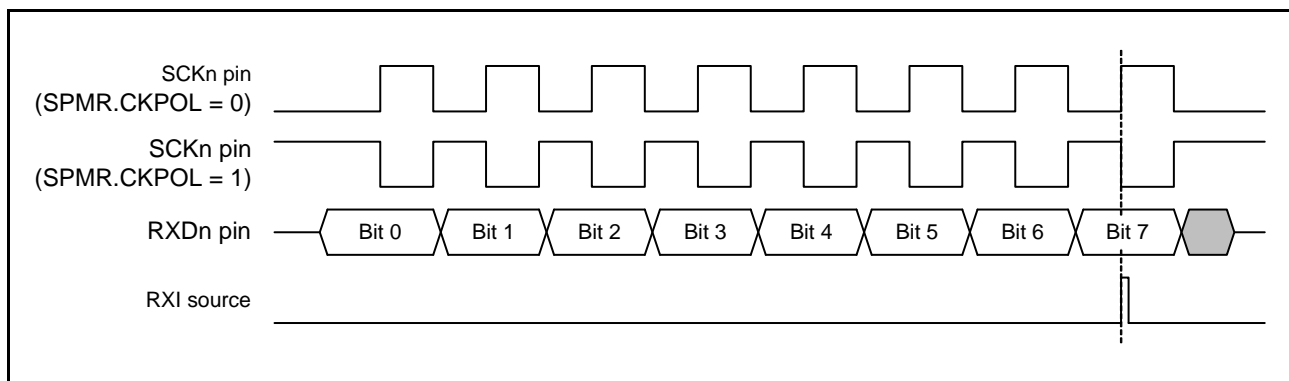 SCKn pin
(SPMR.CKPOL = 0)
SCKn pin
(SPMR.CKPOL = 1)
RXDn pin
Bit 0
Bit 1
Bit 2
Bit 3
Bit 4
Bit 5
Bit 6
Bit 7
RXI source